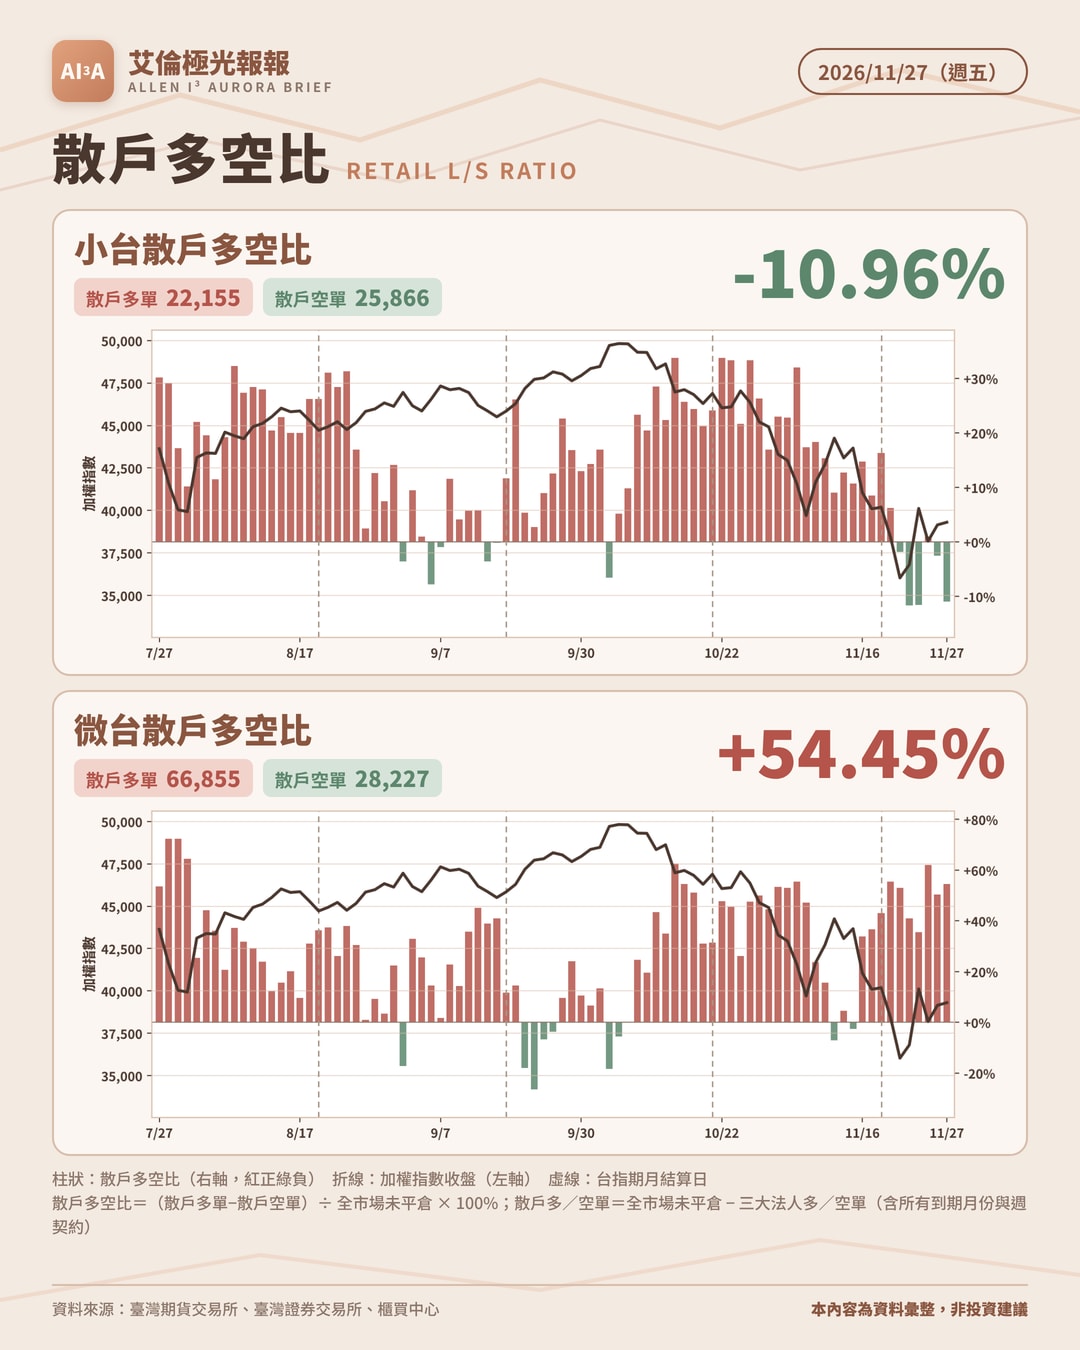 AI³A
艾倫極光報報
ALLEN I³ AURORA BRIEF
2026/11/27（週五）
散戶多空比 RETAIL L/S RATIO
小台散戶多空比
-10.96%
散戶多單 22,155 散戶空單 25,866
50,000
47,500
45,000
42,500
40,000
37,500
35,000
加權指數
+30%
+20%
+10%
+0%
-10%
7/27 8/17 9/7 9/30 10/22 11/16 11/27
微台散戶多空比
+54.45%
散戶多單 66,855 散戶空單 28,227
50,000
47,500
45,000
42,500
40,000
37,500
35,000
加權指數
+80%
+60%
+40%
+20%
+0%
-20%
7/27 8/17 9/7 9/30 10/22 11/16 11/27
柱狀：散戶多空比（右軸，紅正綠負） 折線：加權指數收盤（左軸） 虛線：台指期月結算日
散戶多空比＝（散戶多單−散戶空單）÷ 全市場未平倉 × 100%；散戶多／空單＝全市場未平倉 − 三大法人多／空單（含所有到期月份與週
契約）
資料來源：臺灣期貨交易所、臺灣證券交易所、櫃買中心
本內容為資料彙整，非投資建議